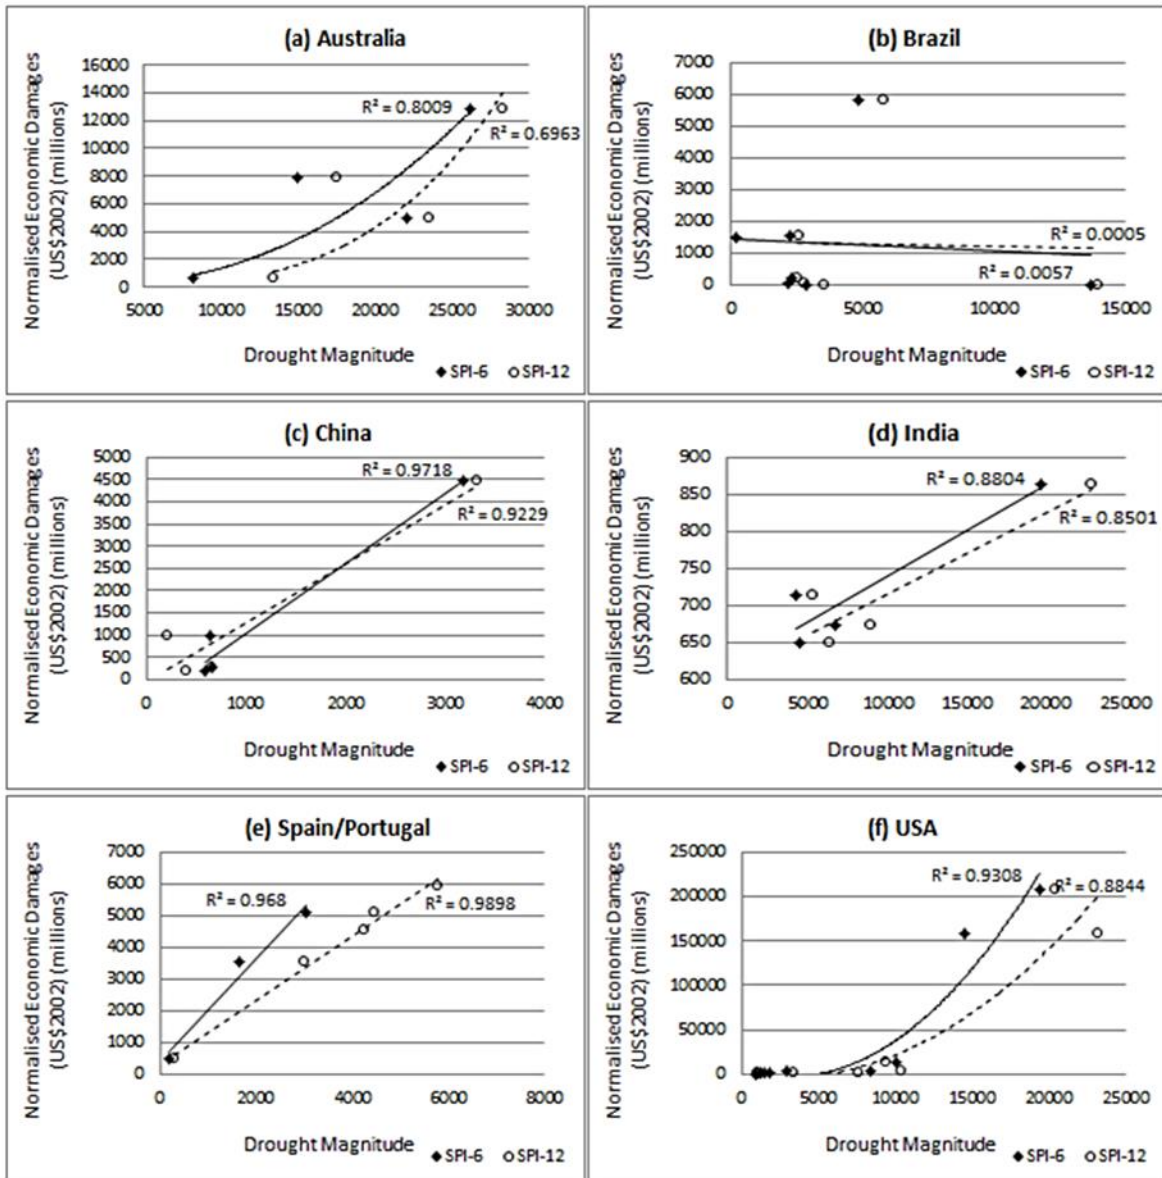 (a) Australia
Normalised Economic Damages
(US$2002) (millions)
16000
14000
12000
10000
8000
6000
4000
2000
0
R² = 0.8009
R² = 0.6963
5000 10000 15000 20000 25000 30000
Drought Magnitude
SPI-6 SPI-12
(b) Brazil
Normalised Economic Damages
(US$2002) (millions)
7000
6000
5000
4000
3000
2000
1000
0
R² = 0.0005
R² = 0.0057
0 5000 10000 15000
Drought Magnitude
SPI-6 SPI-12
(c) China
Normalised Economic Damages
(US$2002) (millions)
5000
4500
4000
3500
3000
2500
2000
1500
1000
500
0
R² = 0.9718
R² = 0.9229
0 1000 2000 3000 4000
Drought Magnitude
SPI-6 SPI-12
(d) India
Normalised Economic Damages
(US$2002) (millions)
900
850
800
750
700
650
600
R² = 0.8804
R² = 0.8501
0 5000 10000 15000 20000 25000
Drought Magnitude
SPI-6 SPI-12
(e) Spain/Portugal
Normalised Economic Damages
(US$2002) (millions)
7000
6000
5000
4000
3000
2000
1000
0
R² = 0.968
R² = 0.9898
0 2000 4000 6000 8000
Drought Magnitude
SPI-6 SPI-12
(f) USA
Normalised Economic Damages
(US$2002) (millions)
250000
200000
150000
100000
50000
0
R² = 0.9308
R² = 0.8844
0 5000 10000 15000 20000 25000
Drought Magnitude
SPI-6 SPI-12